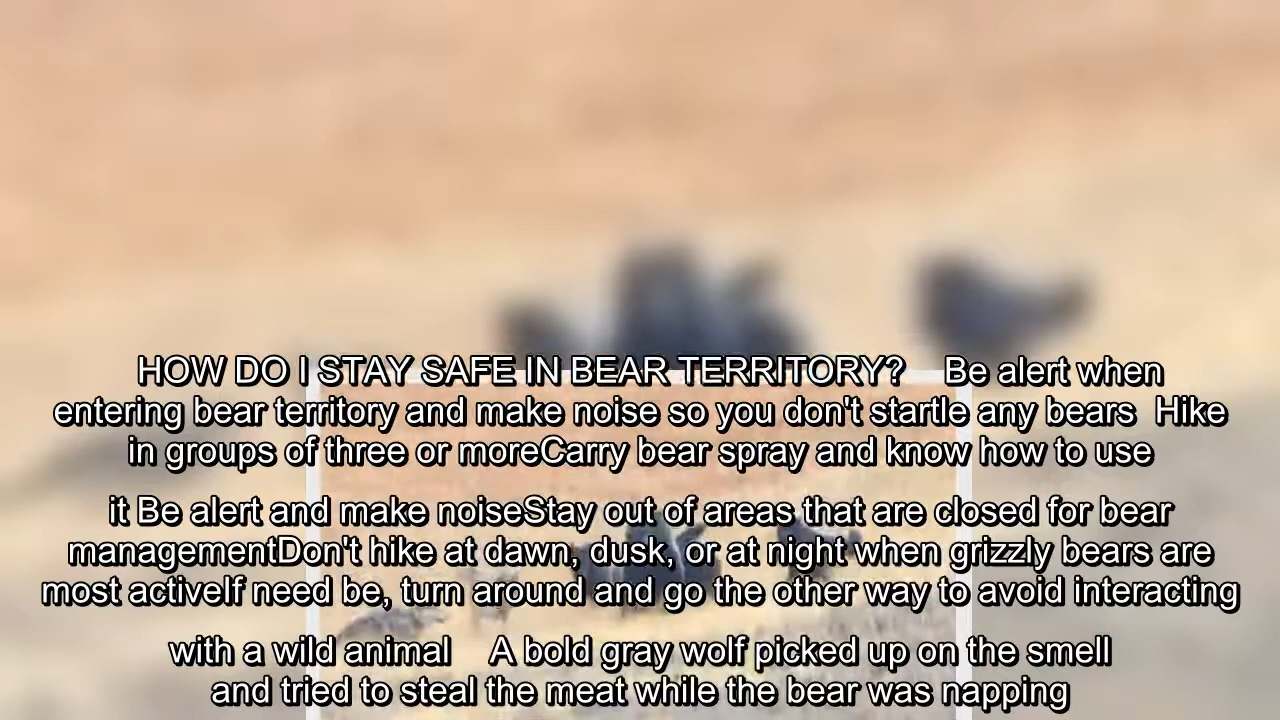 HOW DO I STAY SAFE IN BEAR TERRITORY? Be alert when
entering bear territory and make noise so you don't startle any bears Hike
in groups of three or moreCarry bear spray and know how to use
it Be alert and make noiseStay out of areas that are closed for bear
managementDon't hike at dawn, dusk, or at night when grizzly bears are
most activeIf need be, turn around and go the other way to avoid interacting
with a wild animal A bold gray wolf picked up on the smell
and tried to steal the meat while the bear was napping